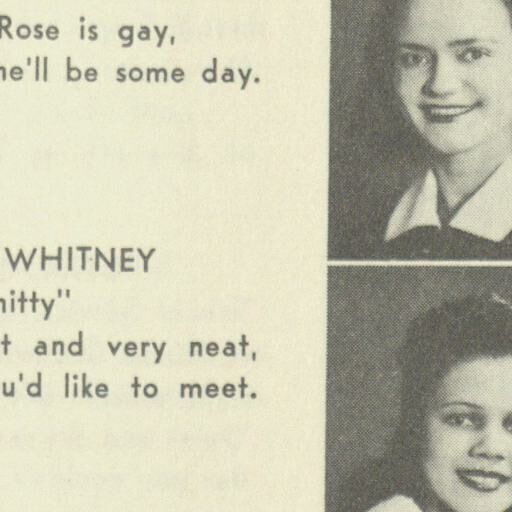 Rose is gay,
he'll be some day.
WHITNEY
hitty"
t and very neat,
u'd like to meet.